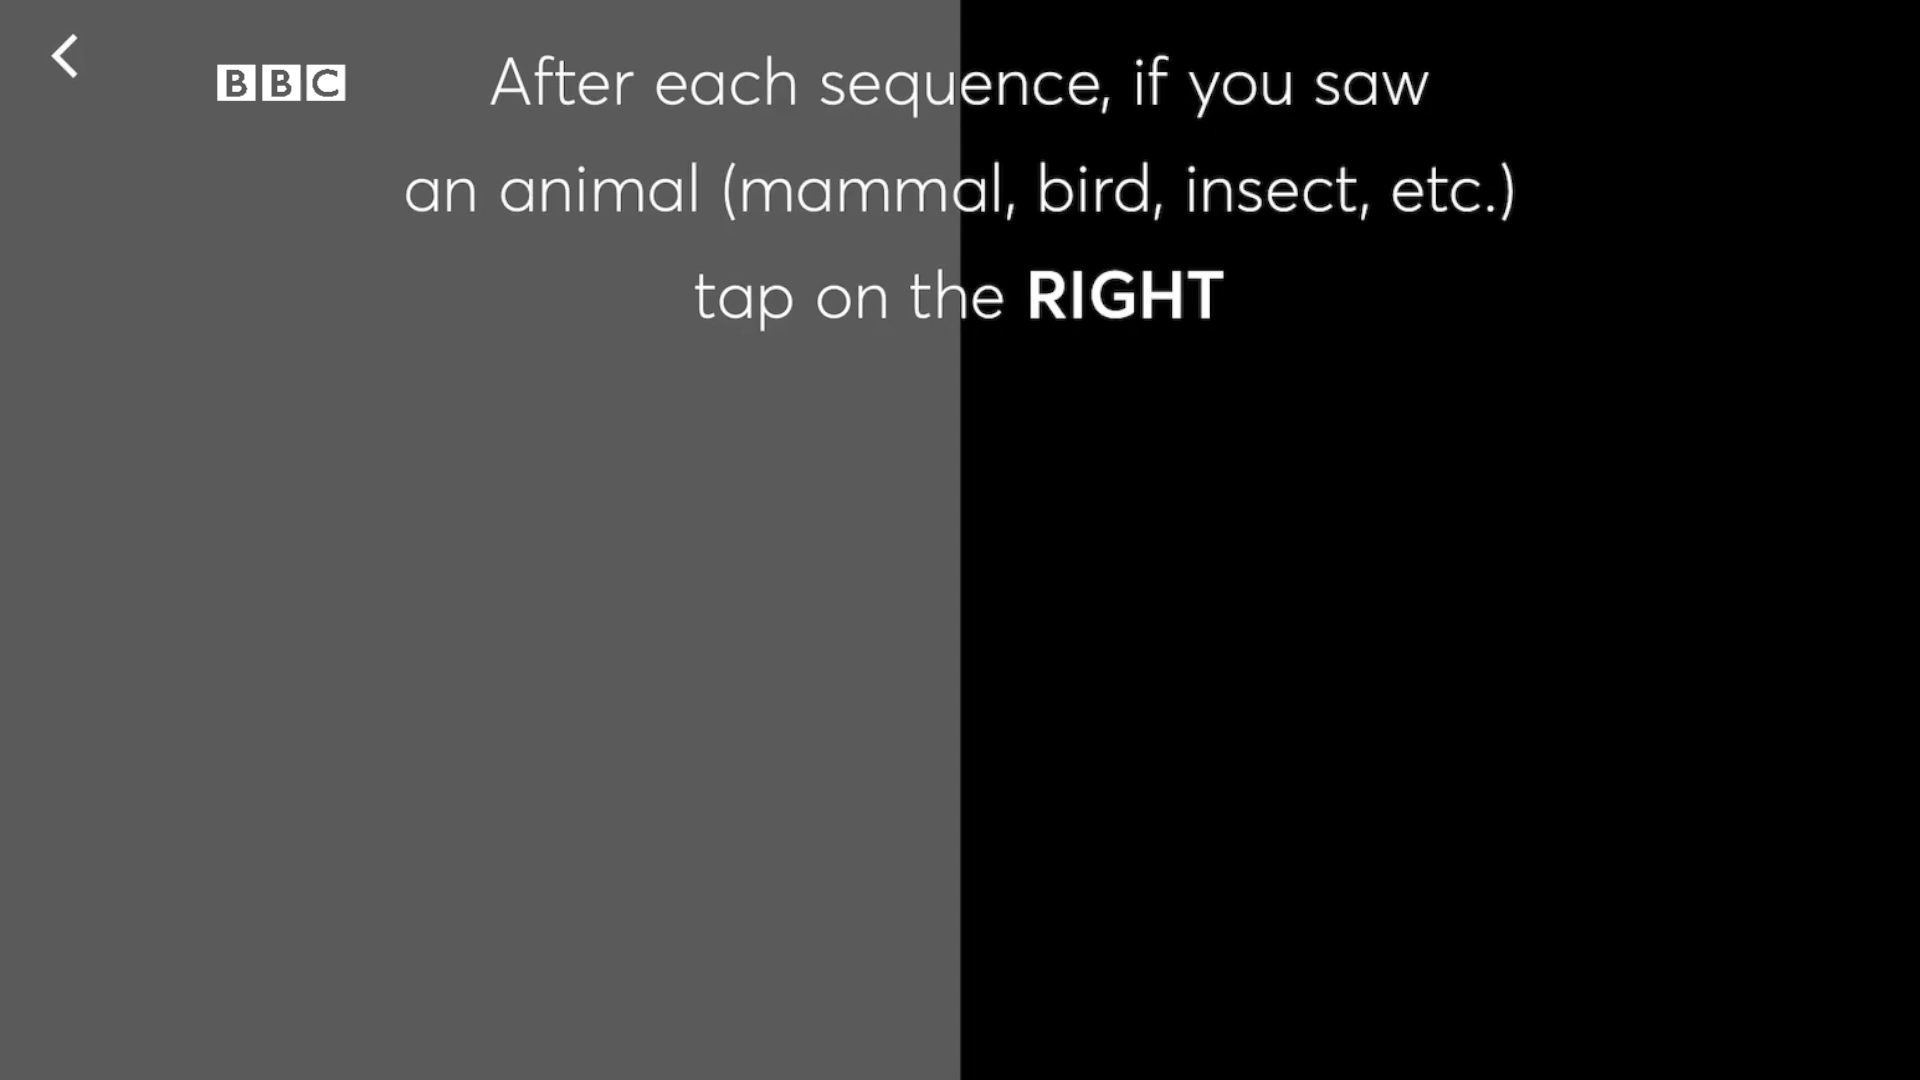 BBC
After each sequence, if you saw
an animal (mammal, bird, insect, etc.)
tap on the RIGHT